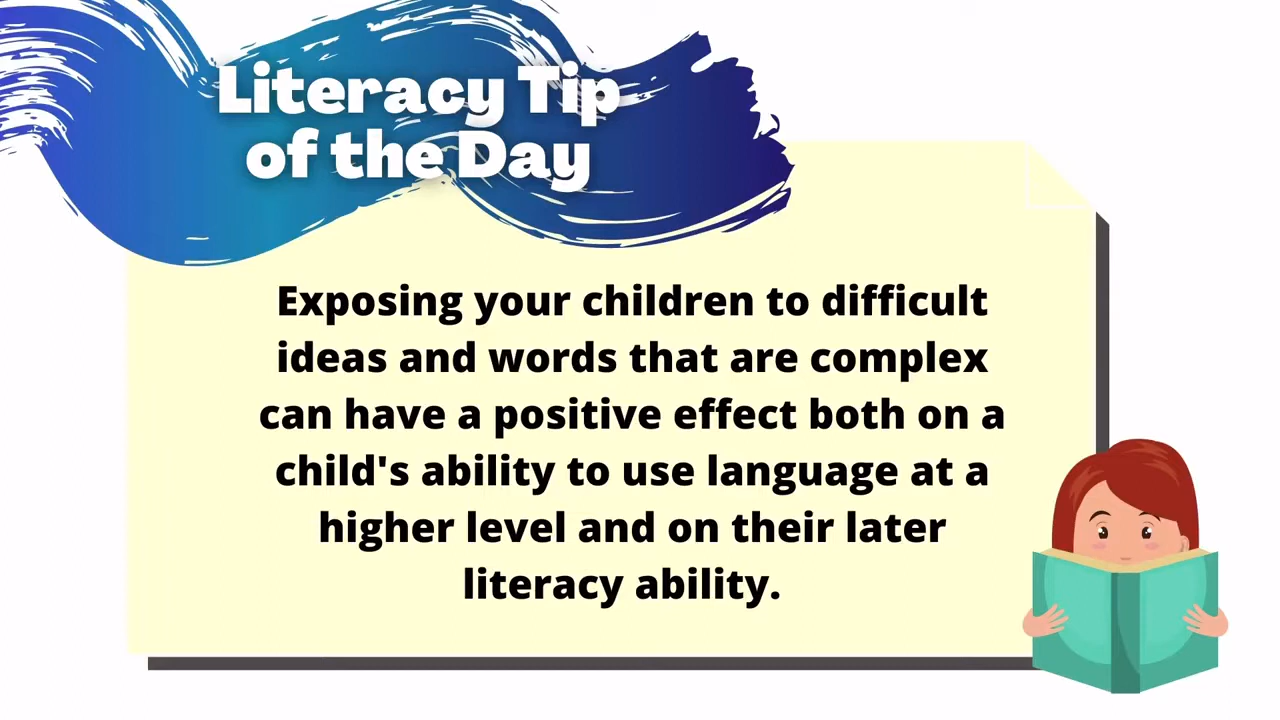 Literacy Tip
of the Day
Exposing your children to difficult
ideas and words that are complex
can have a positive effect both on a
child's ability to use language at a
higher level and on their later
literacy ability.